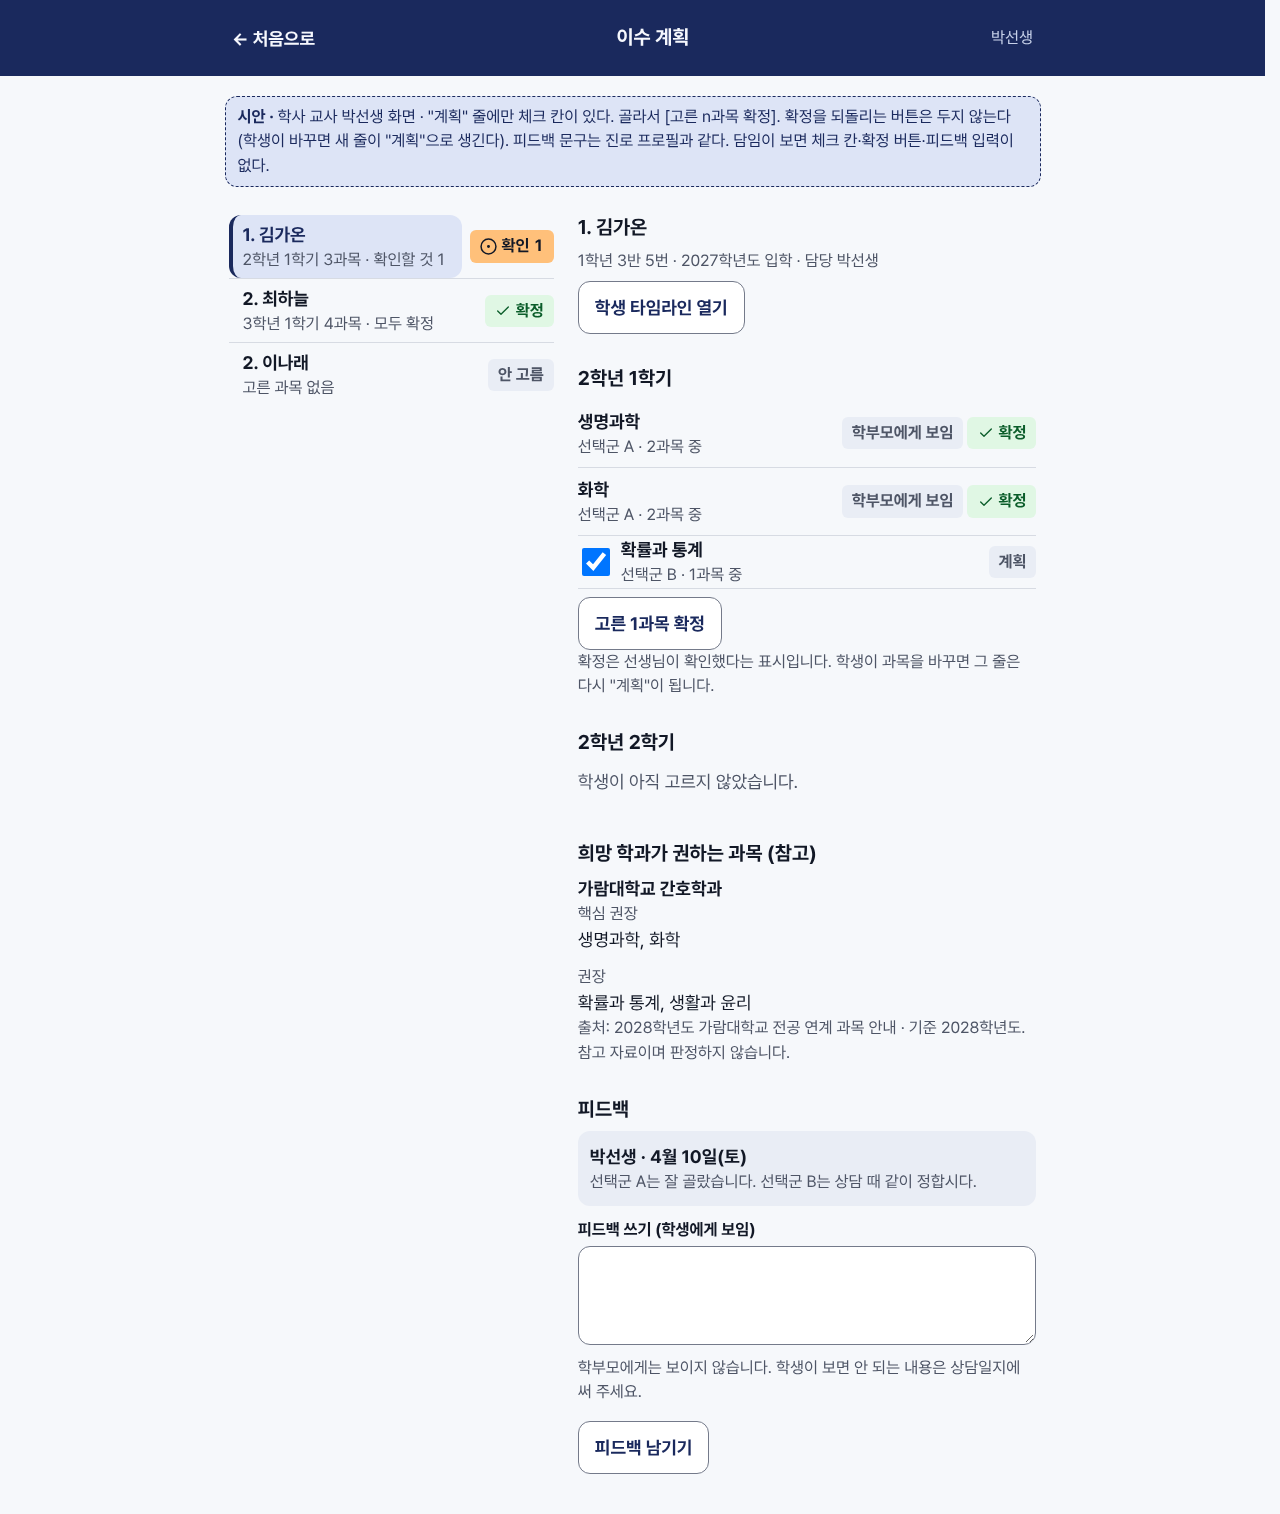 ← 처음으로
이수 계획
박선생
시안 · 학사 교사 박선생 화면 · "계획" 줄에만 체크 칸이 있다. 골라서 [고른 n과목 확정]. 확정을 되돌리는 버튼은 두지 않는다
(학생이 바꾸면 새 줄이 "계획"으로 생긴다). 피드백 문구는 진로 프로필과 같다. 담임이 보면 체크 칸·확정 버튼·피드백 입력이
없다.
1. 김가온
2학년 1학기 3과목 · 확인할 것 1
확인 1
2. 최하늘
3학년 1학기 4과목 · 모두 확정
확정
2. 이나래
고른 과목 없음
안 고름
1. 김가온
1학년 3반 5번 · 2027학년도 입학 · 담당 박선생
학생 타임라인 열기
2학년 1학기
생명과학
선택군 A · 2과목 중
학부모에게 보임
확정
화학
선택군 A · 2과목 중
학부모에게 보임
확정
확률과 통계
선택군 B · 1과목 중
계획
고른 1과목 확정
확정은 선생님이 확인했다는 표시입니다. 학생이 과목을 바꾸면 그 줄은
다시 "계획"이 됩니다.
2학년 2학기
학생이 아직 고르지 않았습니다.
희망 학과가 권하는 과목 (참고)
가람대학교 간호학과
핵심 권장
생명과학, 화학
권장
확률과 통계, 생활과 윤리
출처: 2028학년도 가람대학교 전공 연계 과목 안내 · 기준 2028학년도.
참고 자료이며 판정하지 않습니다.
피드백
박선생 · 4월 10일(토)
선택군 A는 잘 골랐습니다. 선택군 B는 상담 때 같이 정합시다.
피드백 쓰기 (학생에게 보임)
학부모에게는 보이지 않습니다. 학생이 보면 안 되는 내용은 상담일지에
써 주세요.
피드백 남기기